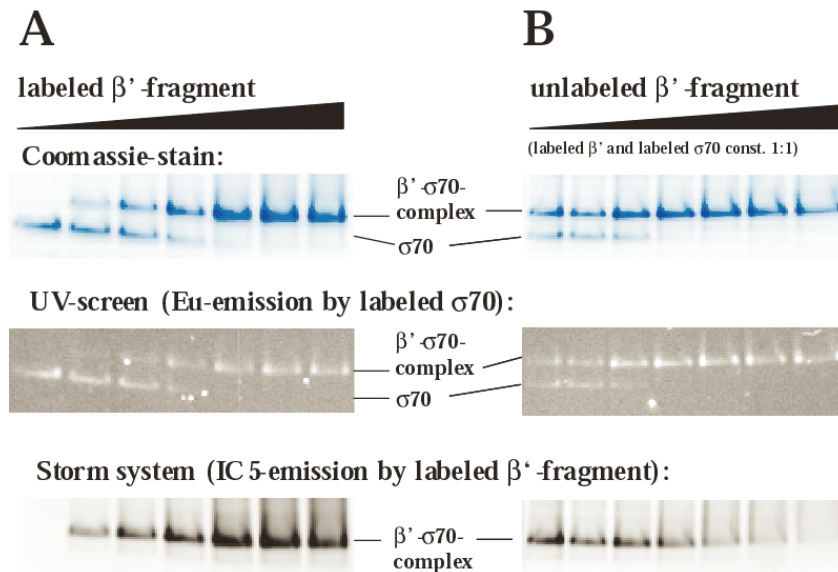 A
B
labeled β’-fragment
unlabeled β’-fragment
(labeled β’ and labeled σ70 const. 1:1)
Coomassie-stain:
β’-σ70-
complex
σ70
UV-screen (Eu-emission by labeled σ70):
β’-σ70-
complex
σ70
Storm system (IC5-emission by labeled β‘-fragment):
β’-σ70-
complex